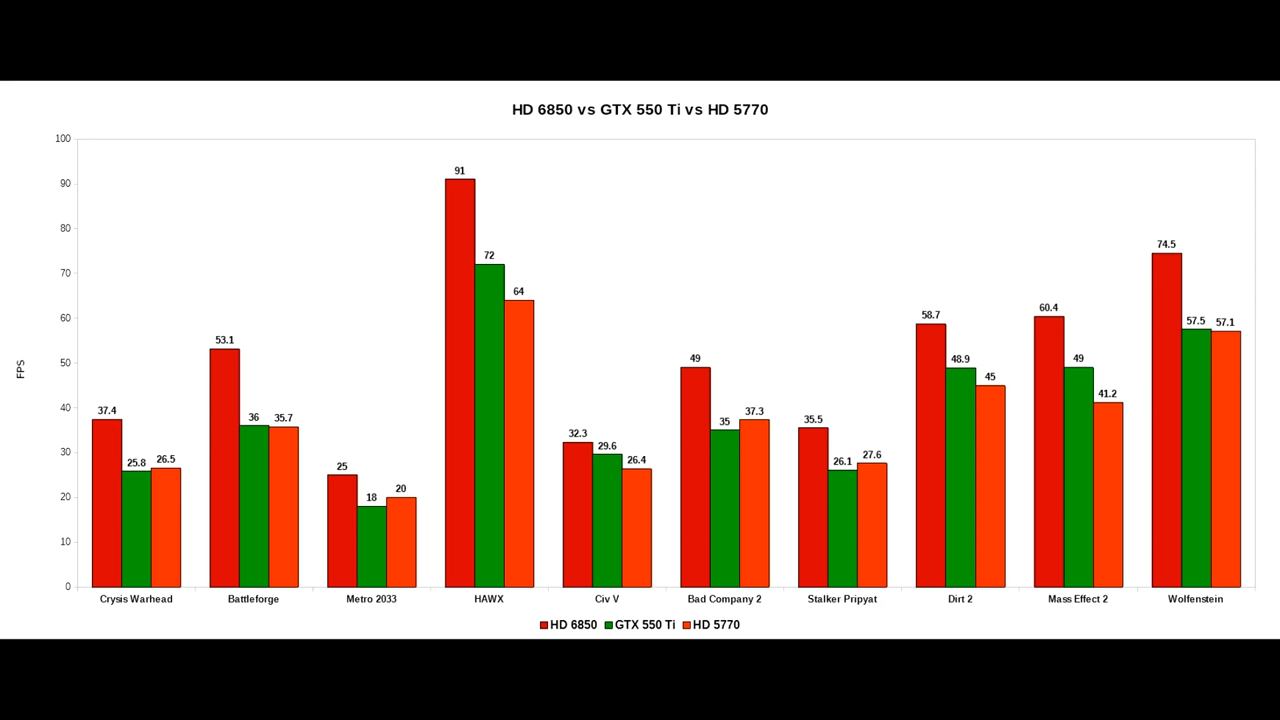 HD 6850 vs GTX 550 Ti vs HD 5770
100
90
80
70
60
50
40
30
20
10
0
FPS
37.4 25.8 26.5
53.1 36 35.7
25 18 20
91 72 64
32.3 29.6 26.4
49 35 37.3
35.5 26.1 27.6
58.7 48.9 45
60.4 49 41.2
74.5 57.5 57.1
Crysis Warhead Battleforge Metro 2033 HAWX Civ V Bad Company 2 Stalker Pripyat Dirt 2 Mass Effect 2 Wolfenstein
HD 6850 GTX 550 Ti HD 5770